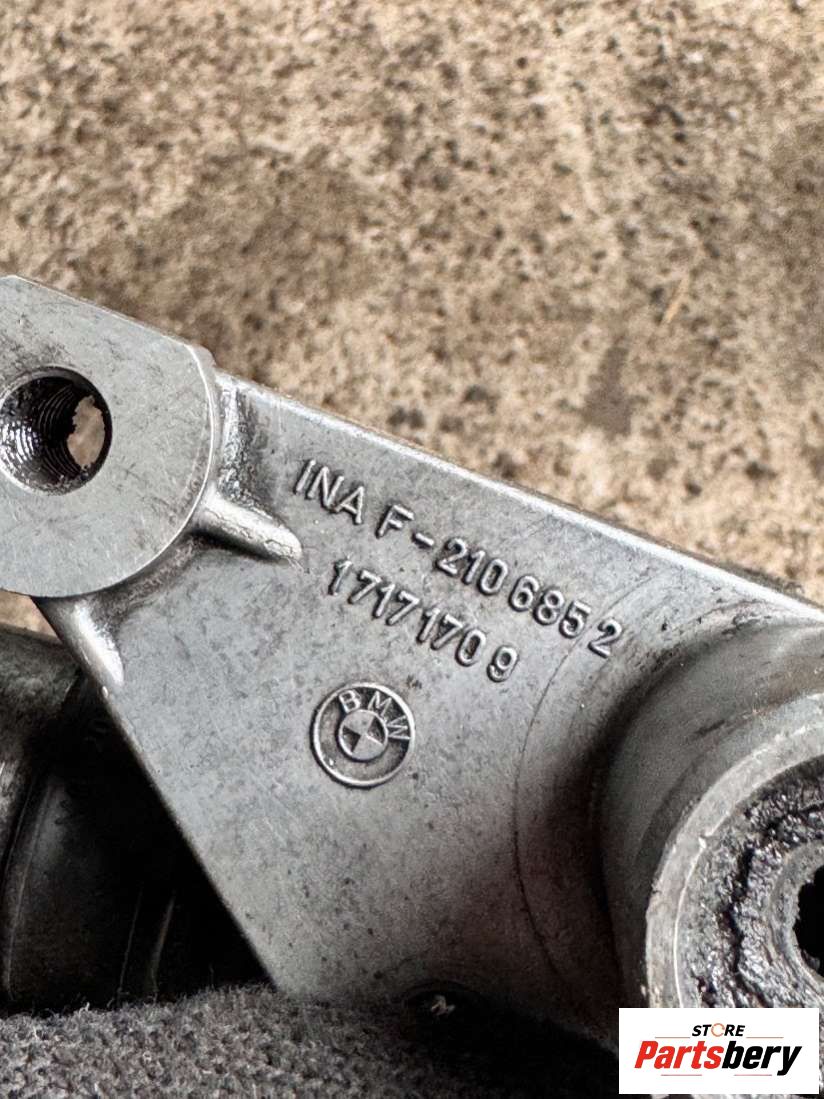 INA F-2106852
17171709
BMW
STORE
Partsbery